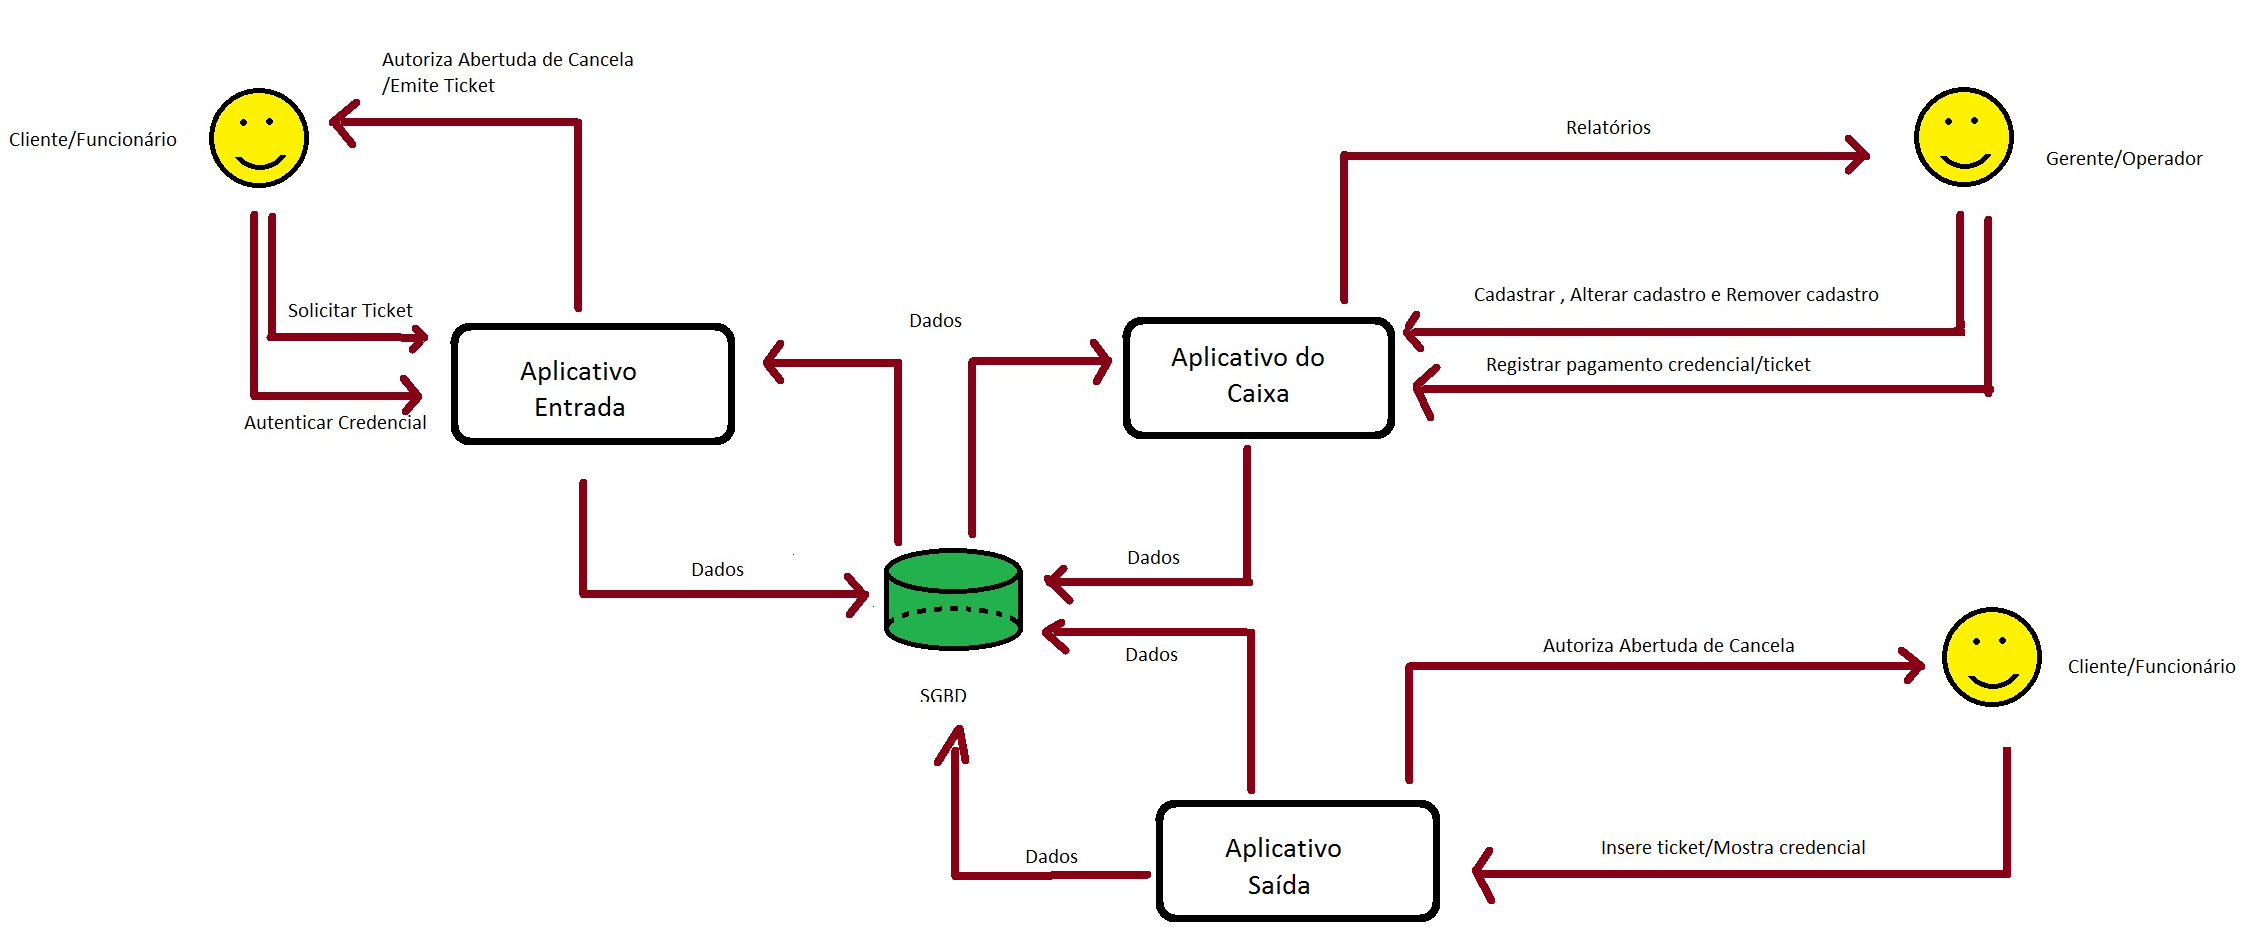 Autoriza Abertuda de Cancela
/Emite Ticket
Cliente/Funcionário
Relatórios
Gerente/Operador
Solicitar Ticket
Autenticar Credencial
Aplicativo
Entrada
Dados
Aplicativo do
Caixa
Cadastrar , Alterar cadastro e Remover cadastro
Registrar pagamento credencial/ticket
Dados
Dados
Dados
SGBD
Autoriza Abertuda de Cancela
Cliente/Funcionário
Dados
Aplicativo
Saída
Insere ticket/Mostra credencial